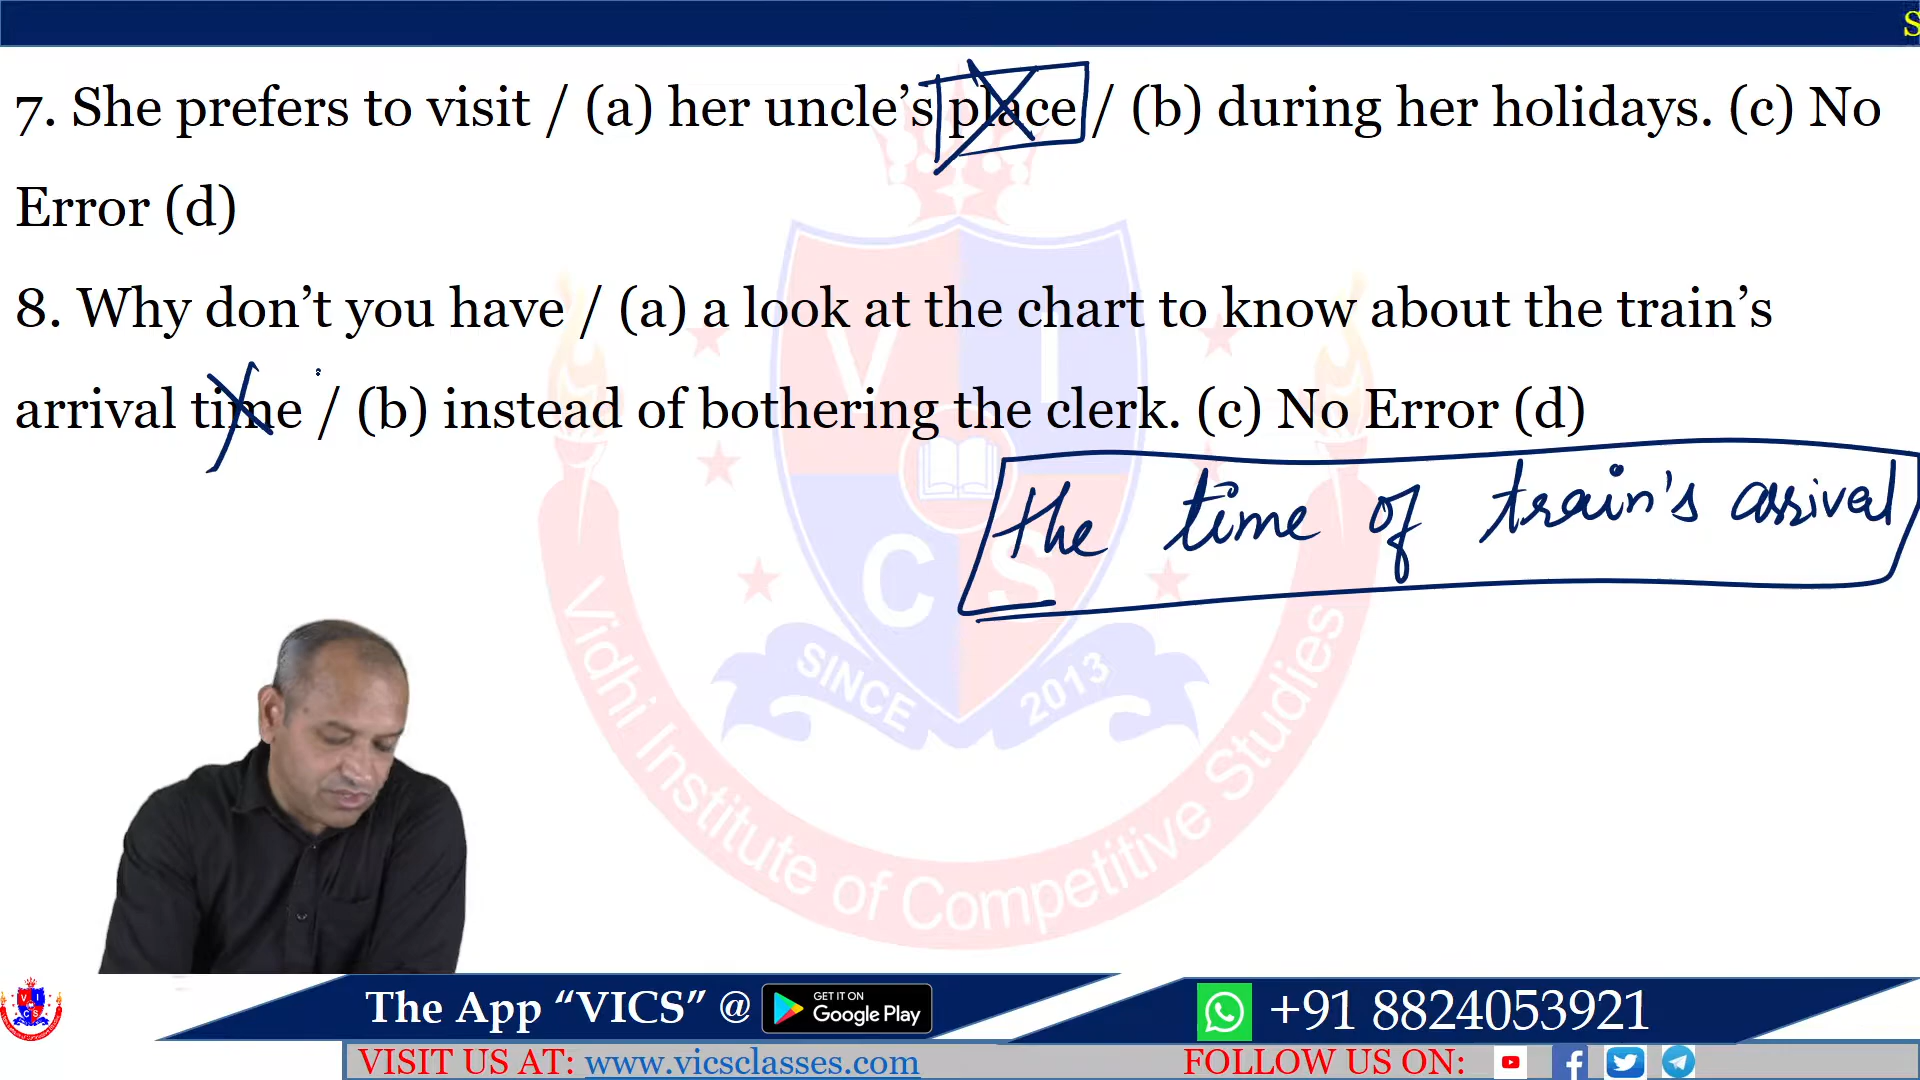 S
7. She prefers to visit / (a) her uncle’s place / (b) during her holidays. (c) No
Error (d)
8. Why don’t you have / (a) a look at the chart to know about the train’s
arrival time / (b) instead of bothering the clerk. (c) No Error (d)
the time of train's arrival
V I
C S
SINCE 2013
Vidhi Institute of Competitive Studies
The App “VICS” @ GET IT ON Google Play
+91 8824053921
VISIT US AT: www.vicsclasses.com
FOLLOW US ON: